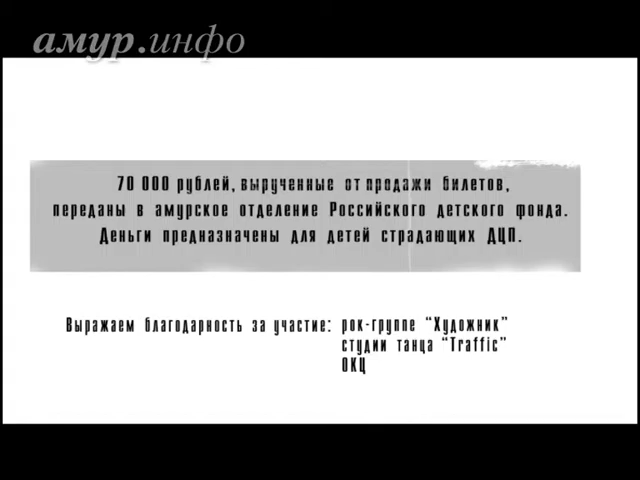 амур.инфо
70 000 рублей, вырученные от продажи билетов,
переданы в амурское отделение Российского детского фонда.
Деньги предназначены для детей страдающих ДЦП.
Выражаем благодарность за участие: рок-группе “Художник”
студии танца “Traffic”
ОКЦ